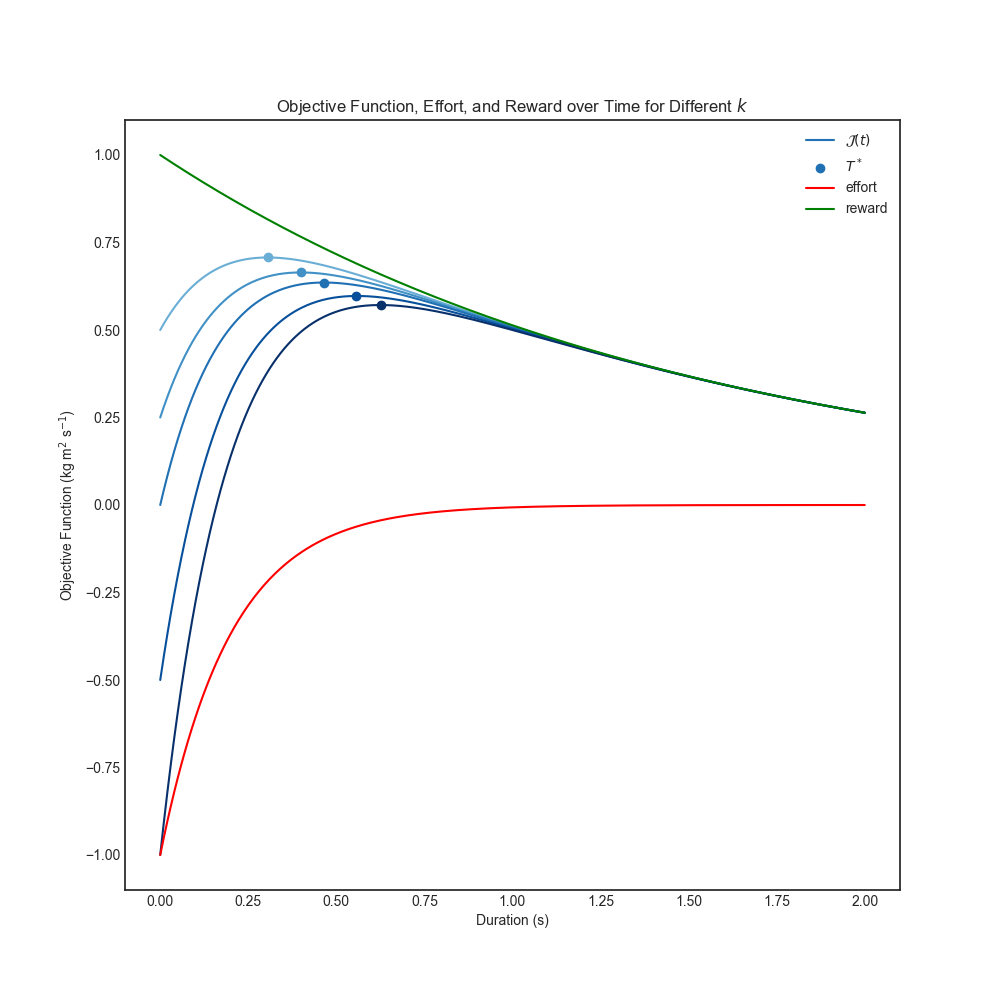 Objective Function, Effort, and Reward over Time for Different k
𝒥(t)
T*
effort
reward
1.00
0.75
0.50
0.25
0.00
−0.25
−0.50
−0.75
−1.00
Objective Function (kg m² s⁻¹)
0.00 0.25 0.50 0.75 1.00 1.25 1.50 1.75 2.00
Duration (s)